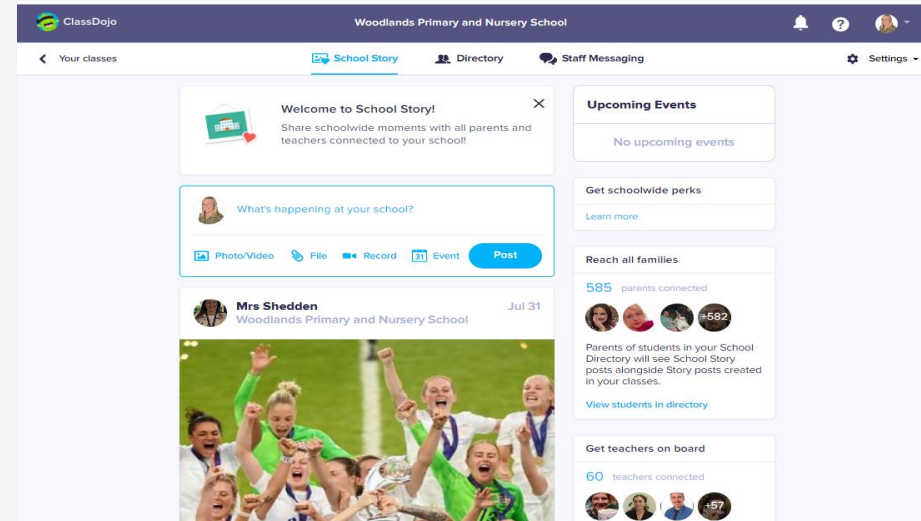 ClassDojo
Woodlands Primary and Nursery School
Your classes
School Story
Directory
Staff Messaging
Settings
Welcome to School Story!
Share schoolwide moments with all parents and
teachers connected to your school!
What's happening at your school?
Photo/Video
File
Record
31
Event
Post
Mrs Shedden
Jul 31
Woodlands Primary and Nursery School
Upcoming Events
No upcoming events
Get schoolwide perks
Learn more
Reach all families
585 parents connected
+582
Parents of students in your School
Directory will see School Story
posts alongside Story posts created
in your classes.
View students in directory
Get teachers on board
60 teachers connected
+57